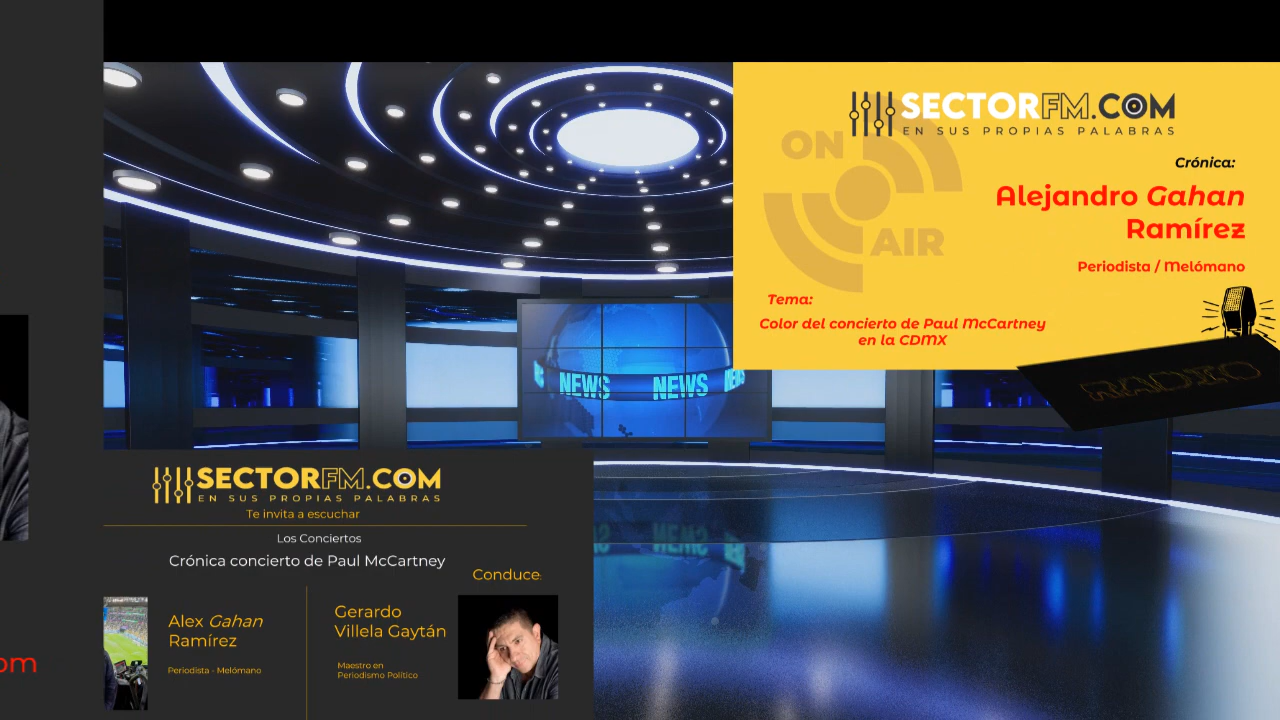 SECTORFM.COM
EN SUS PROPIAS PALABRAS
ON
AIR
Crónica:
Alejandro Gahan
Ramírez
Periodista / Melómano
Tema:
Color del concierto de Paul McCartney
en la CDMX
RADIO
NEWS NEWS NEWS
SECTORFM.COM
EN SUS PROPIAS PALABRAS
Te invita a escuchar
Los Conciertos
Crónica concierto de Paul McCartney
Conduce:
Alex Gahan
Ramírez
Periodista - Melómano
Gerardo
Villela Gaytán
Maestro en
Periodismo Político
om